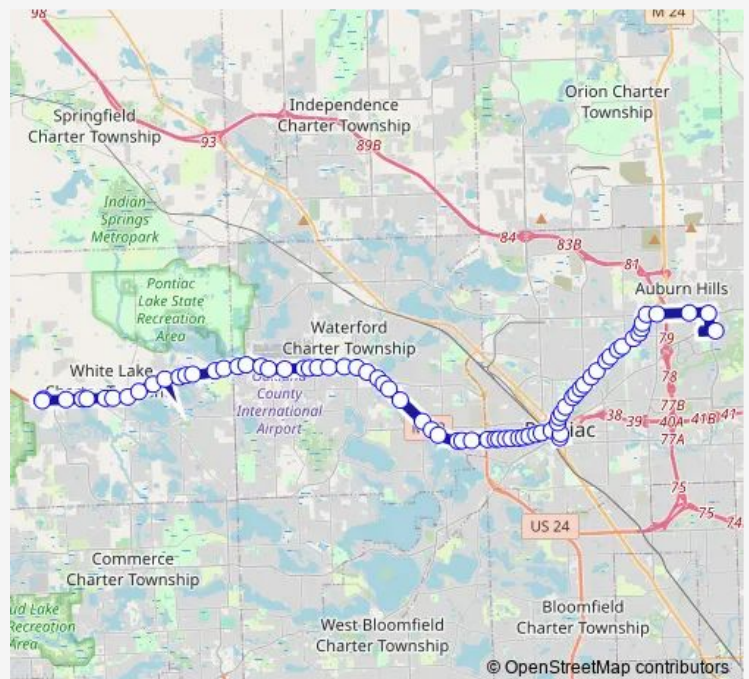 98
M 24
Springfield
Charter Township
Independence
Charter Township
Orion Charter
Township
93
89B
Indian
Springs
Metropark
84
83B
81
Auburn Hills
Pontiac
Lake State
Recreation
Area
Waterford
Charter Township
79
White Lake
78
County
International
Airport
77B
38
39
40A
41B
41
77A
75
75
74
US 24
Commerce
Charter Township
Recreation
Area
West Bloomfield
Charter Township
Bloomfield
Charter Township
© OpenStreetMap contributors